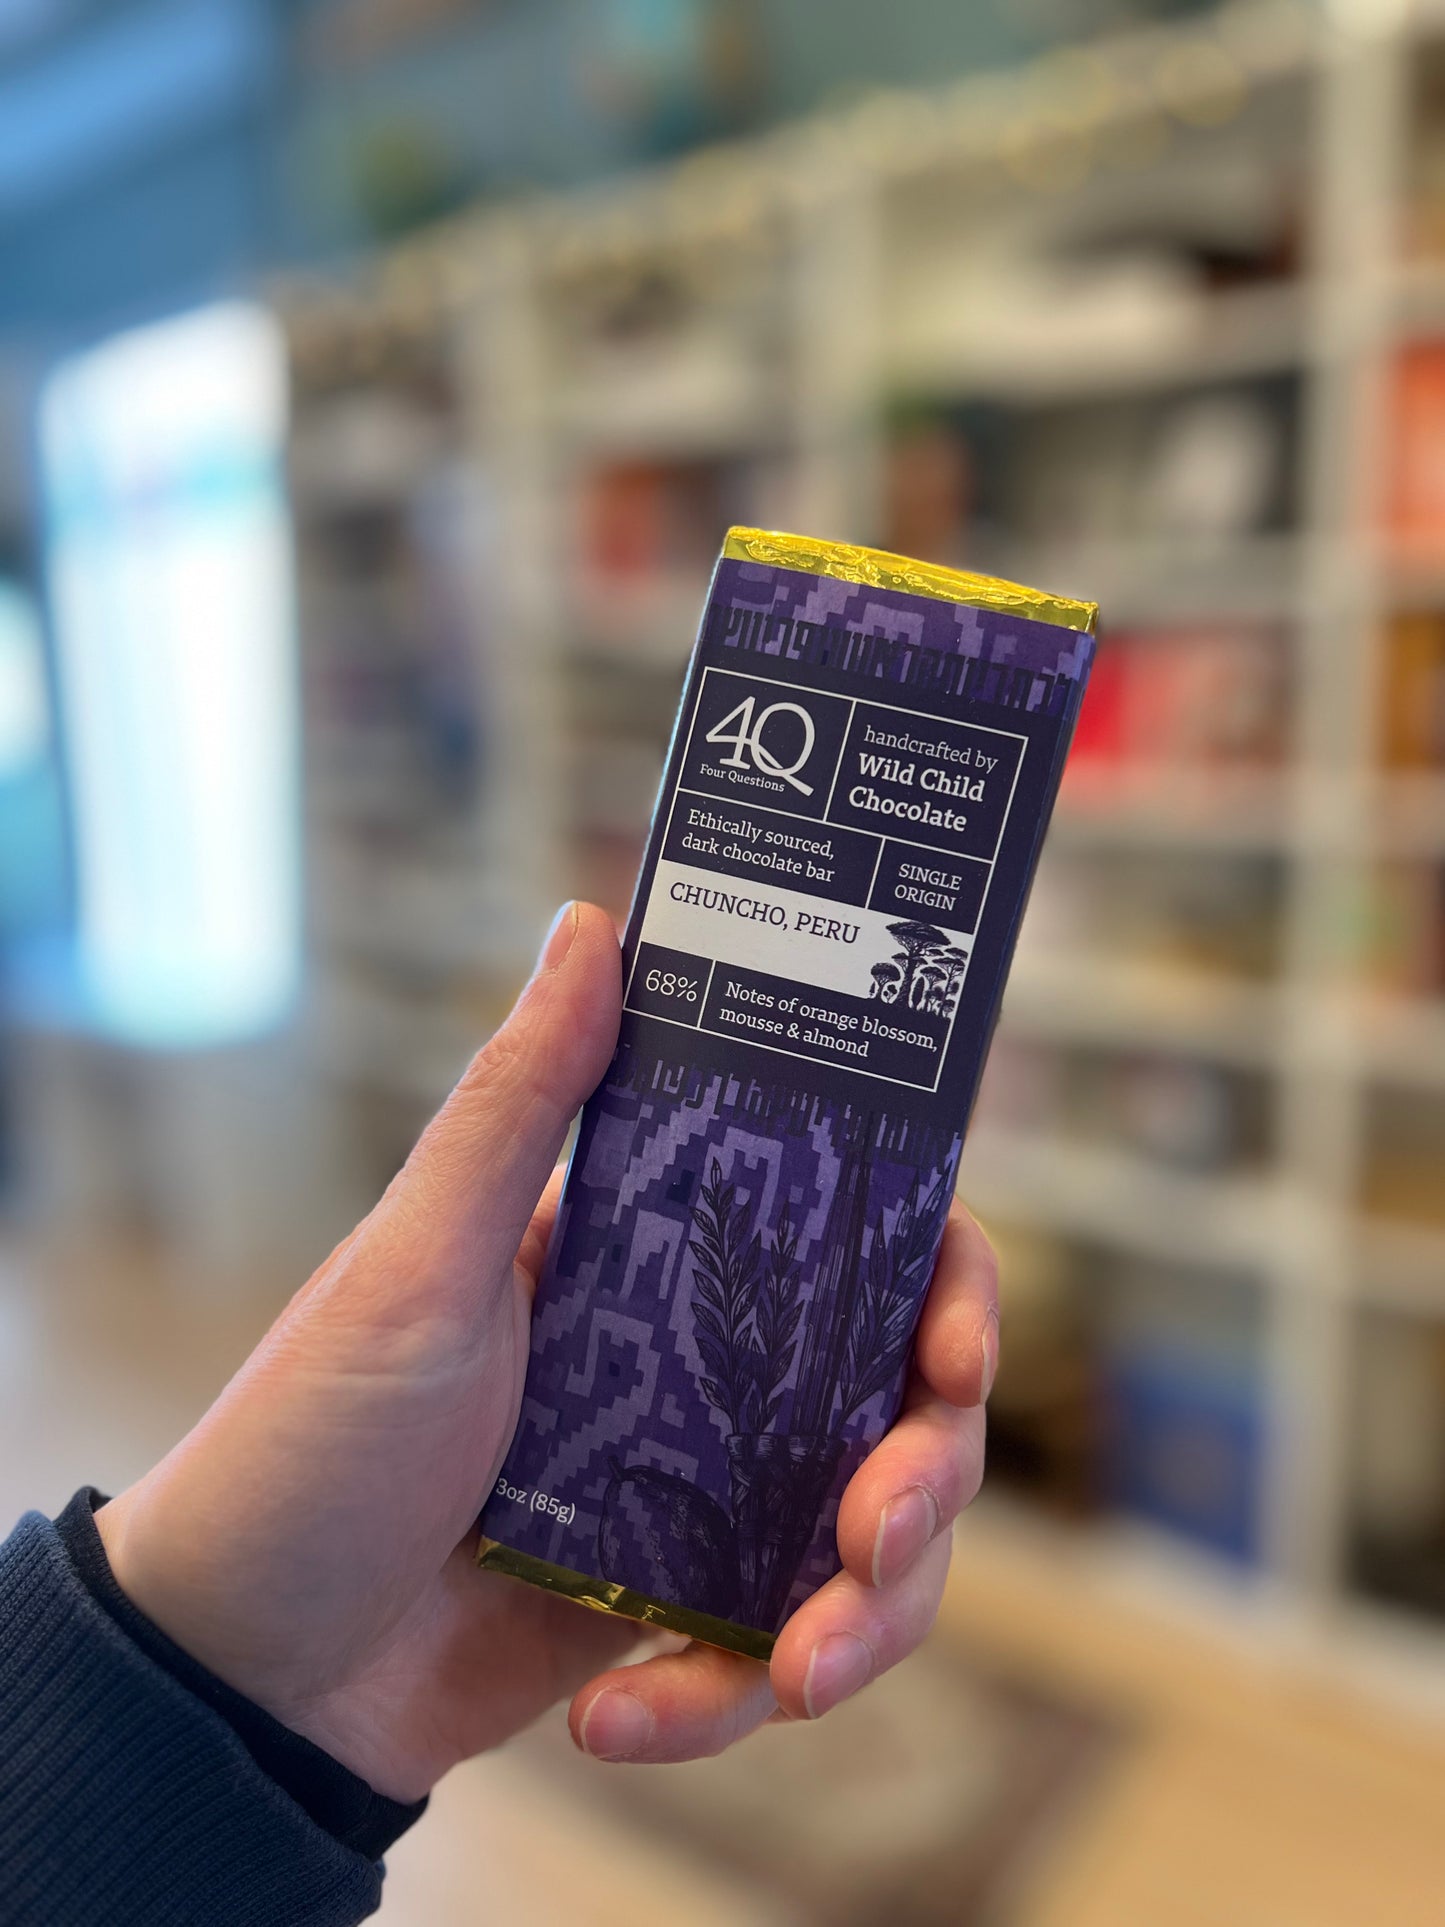 4Q
Four Questions
handcrafted by
Wild Child
Chocolate
Ethically sourced,
dark chocolate bar
SINGLE
ORIGIN
CHUNCHO, PERU
68%
Notes of orange blossom,
mousse & almond
3oz (85g)